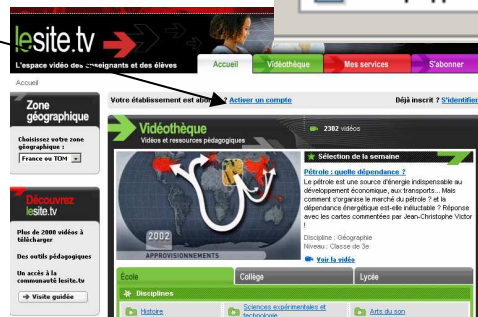 lesite.tv
L'espace vidéo des enseignants et des élèves
Accueil
Vidéothèque
Mes services
S'abonner
Accueil
Votre établissement est abonné ? Activer un compte
Déjà inscrit ? S'identifier
Zone
géographique
Choisissez votre zone
géographique :
France ou TOM
Découvrez
lesite.tv
Plus de 2000 vidéos à
télécharger
Des outils pédagogiques
Un accès à la
communauté lesite.tv
Visite guidée
Vidéothèque
Vidéos et ressources pédagogiques
2302 vidéos
2002
APPROVISIONNEMENTS
Sélection de la semaine
Pétrole : quelle dépendance ?
Le pétrole est une source d'énergie indispensable au
développement économique, aux transports... Mais
comment s'organise le marché du pétrole ? et la
dépendance énergétique est-elle inéluctable ? Réponse
avec les cartes commentées par Jean-Christophe Victor
!
Discipline : Géographie
Niveau : Classe de 3e
Voir la vidéo
École
Collège
Lycée
Disciplines
Histoire
Sciences expérimentales et
technologie
Arts du son